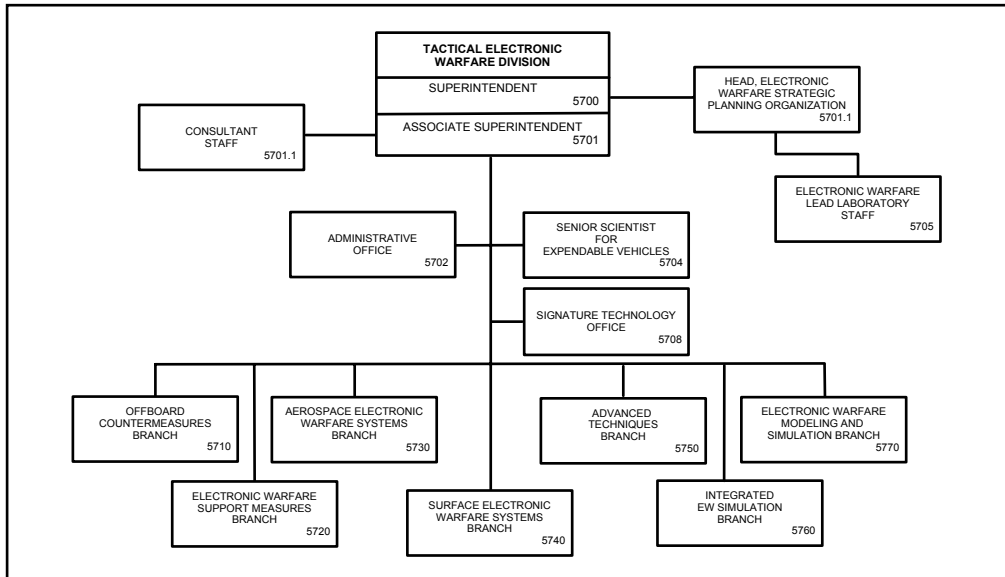 TACTICAL ELECTRONIC
WARFARE DIVISION
SUPERINTENDENT
5700
ASSOCIATE SUPERINTENDENT
5701
HEAD, ELECTRONIC
WARFARE STRATEGIC
PLANNING ORGANIZATION
5701.1
CONSULTANT
STAFF
5701.1
ELECTRONIC WARFARE
LEAD LABORATORY
STAFF
5705
ADMINISTRATIVE
OFFICE
5702
SENIOR SCIENTIST
FOR
EXPENDABLE VEHICLES
5704
SIGNATURE TECHNOLOGY
OFFICE
5708
OFFBOARD
COUNTERMEASURES
BRANCH
5710
AEROSPACE ELECTRONIC
WARFARE SYSTEMS
BRANCH
5730
ADVANCED
TECHNIQUES
BRANCH
5750
ELECTRONIC WARFARE
MODELING AND
SIMULATION BRANCH
5770
ELECTRONIC WARFARE
SUPPORT MEASURES
BRANCH
5720
SURFACE ELECTRONIC
WARFARE SYSTEMS
BRANCH
5740
INTEGRATED
EW SIMULATION
BRANCH
5760